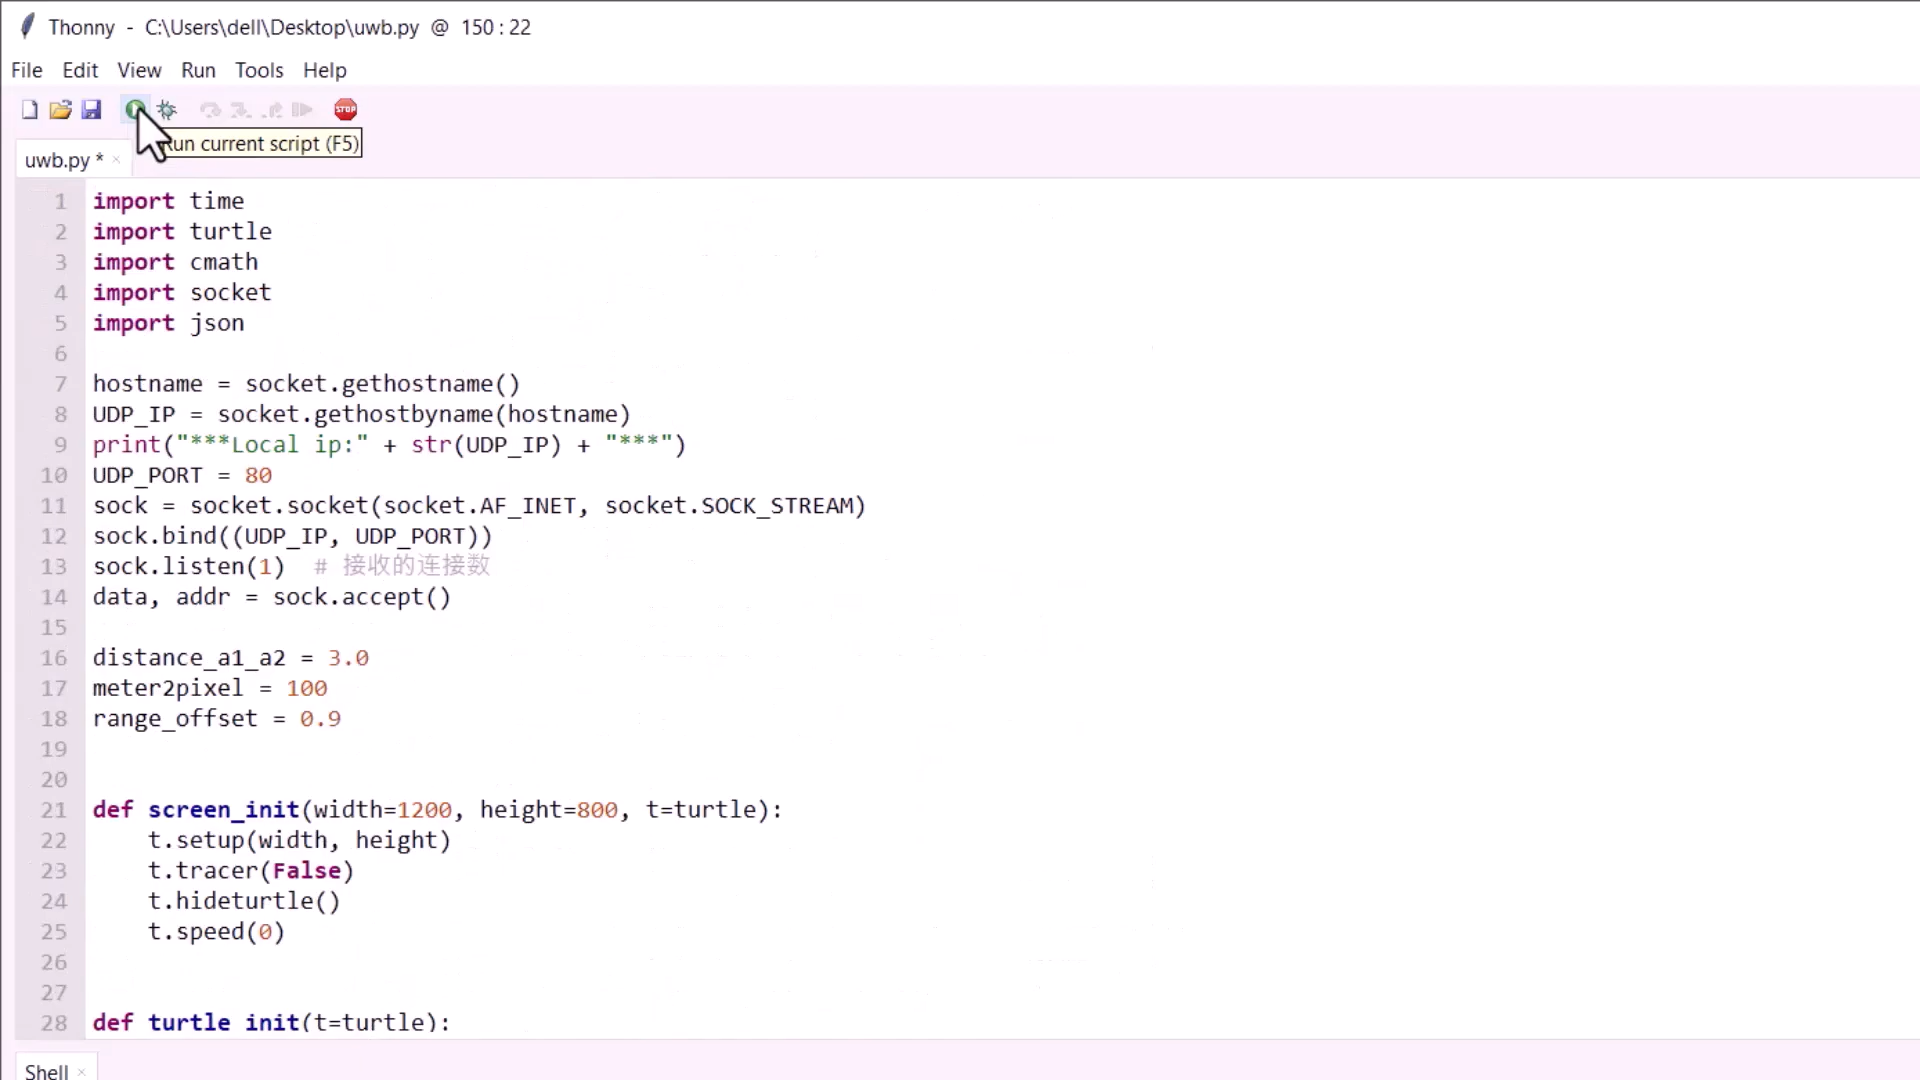 Thonny - C:\Users\dell\Desktop\uwb.py @ 150 : 22
File Edit View Run Tools Help
STOP
Run current script (F5)
uwb.py * ×
1 import time
2 import turtle
3 import cmath
4 import socket
5 import json
6
7 hostname = socket.gethostname()
8 UDP_IP = socket.gethostbyname(hostname)
9 print("***Local ip:" + str(UDP_IP) + "***")
10 UDP_PORT = 80
11 sock = socket.socket(socket.AF_INET, socket.SOCK_STREAM)
12 sock.bind((UDP_IP, UDP_PORT))
13 sock.listen(1)  # 接收的连接数
14 data, addr = sock.accept()
15
16 distance_a1_a2 = 3.0
17 meter2pixel = 100
18 range_offset = 0.9
19
20
21 def screen_init(width=1200, height=800, t=turtle):
22     t.setup(width, height)
23     t.tracer(False)
24     t.hideturtle()
25     t.speed(0)
26
27
28 def turtle_init(t=turtle):
Shell ×